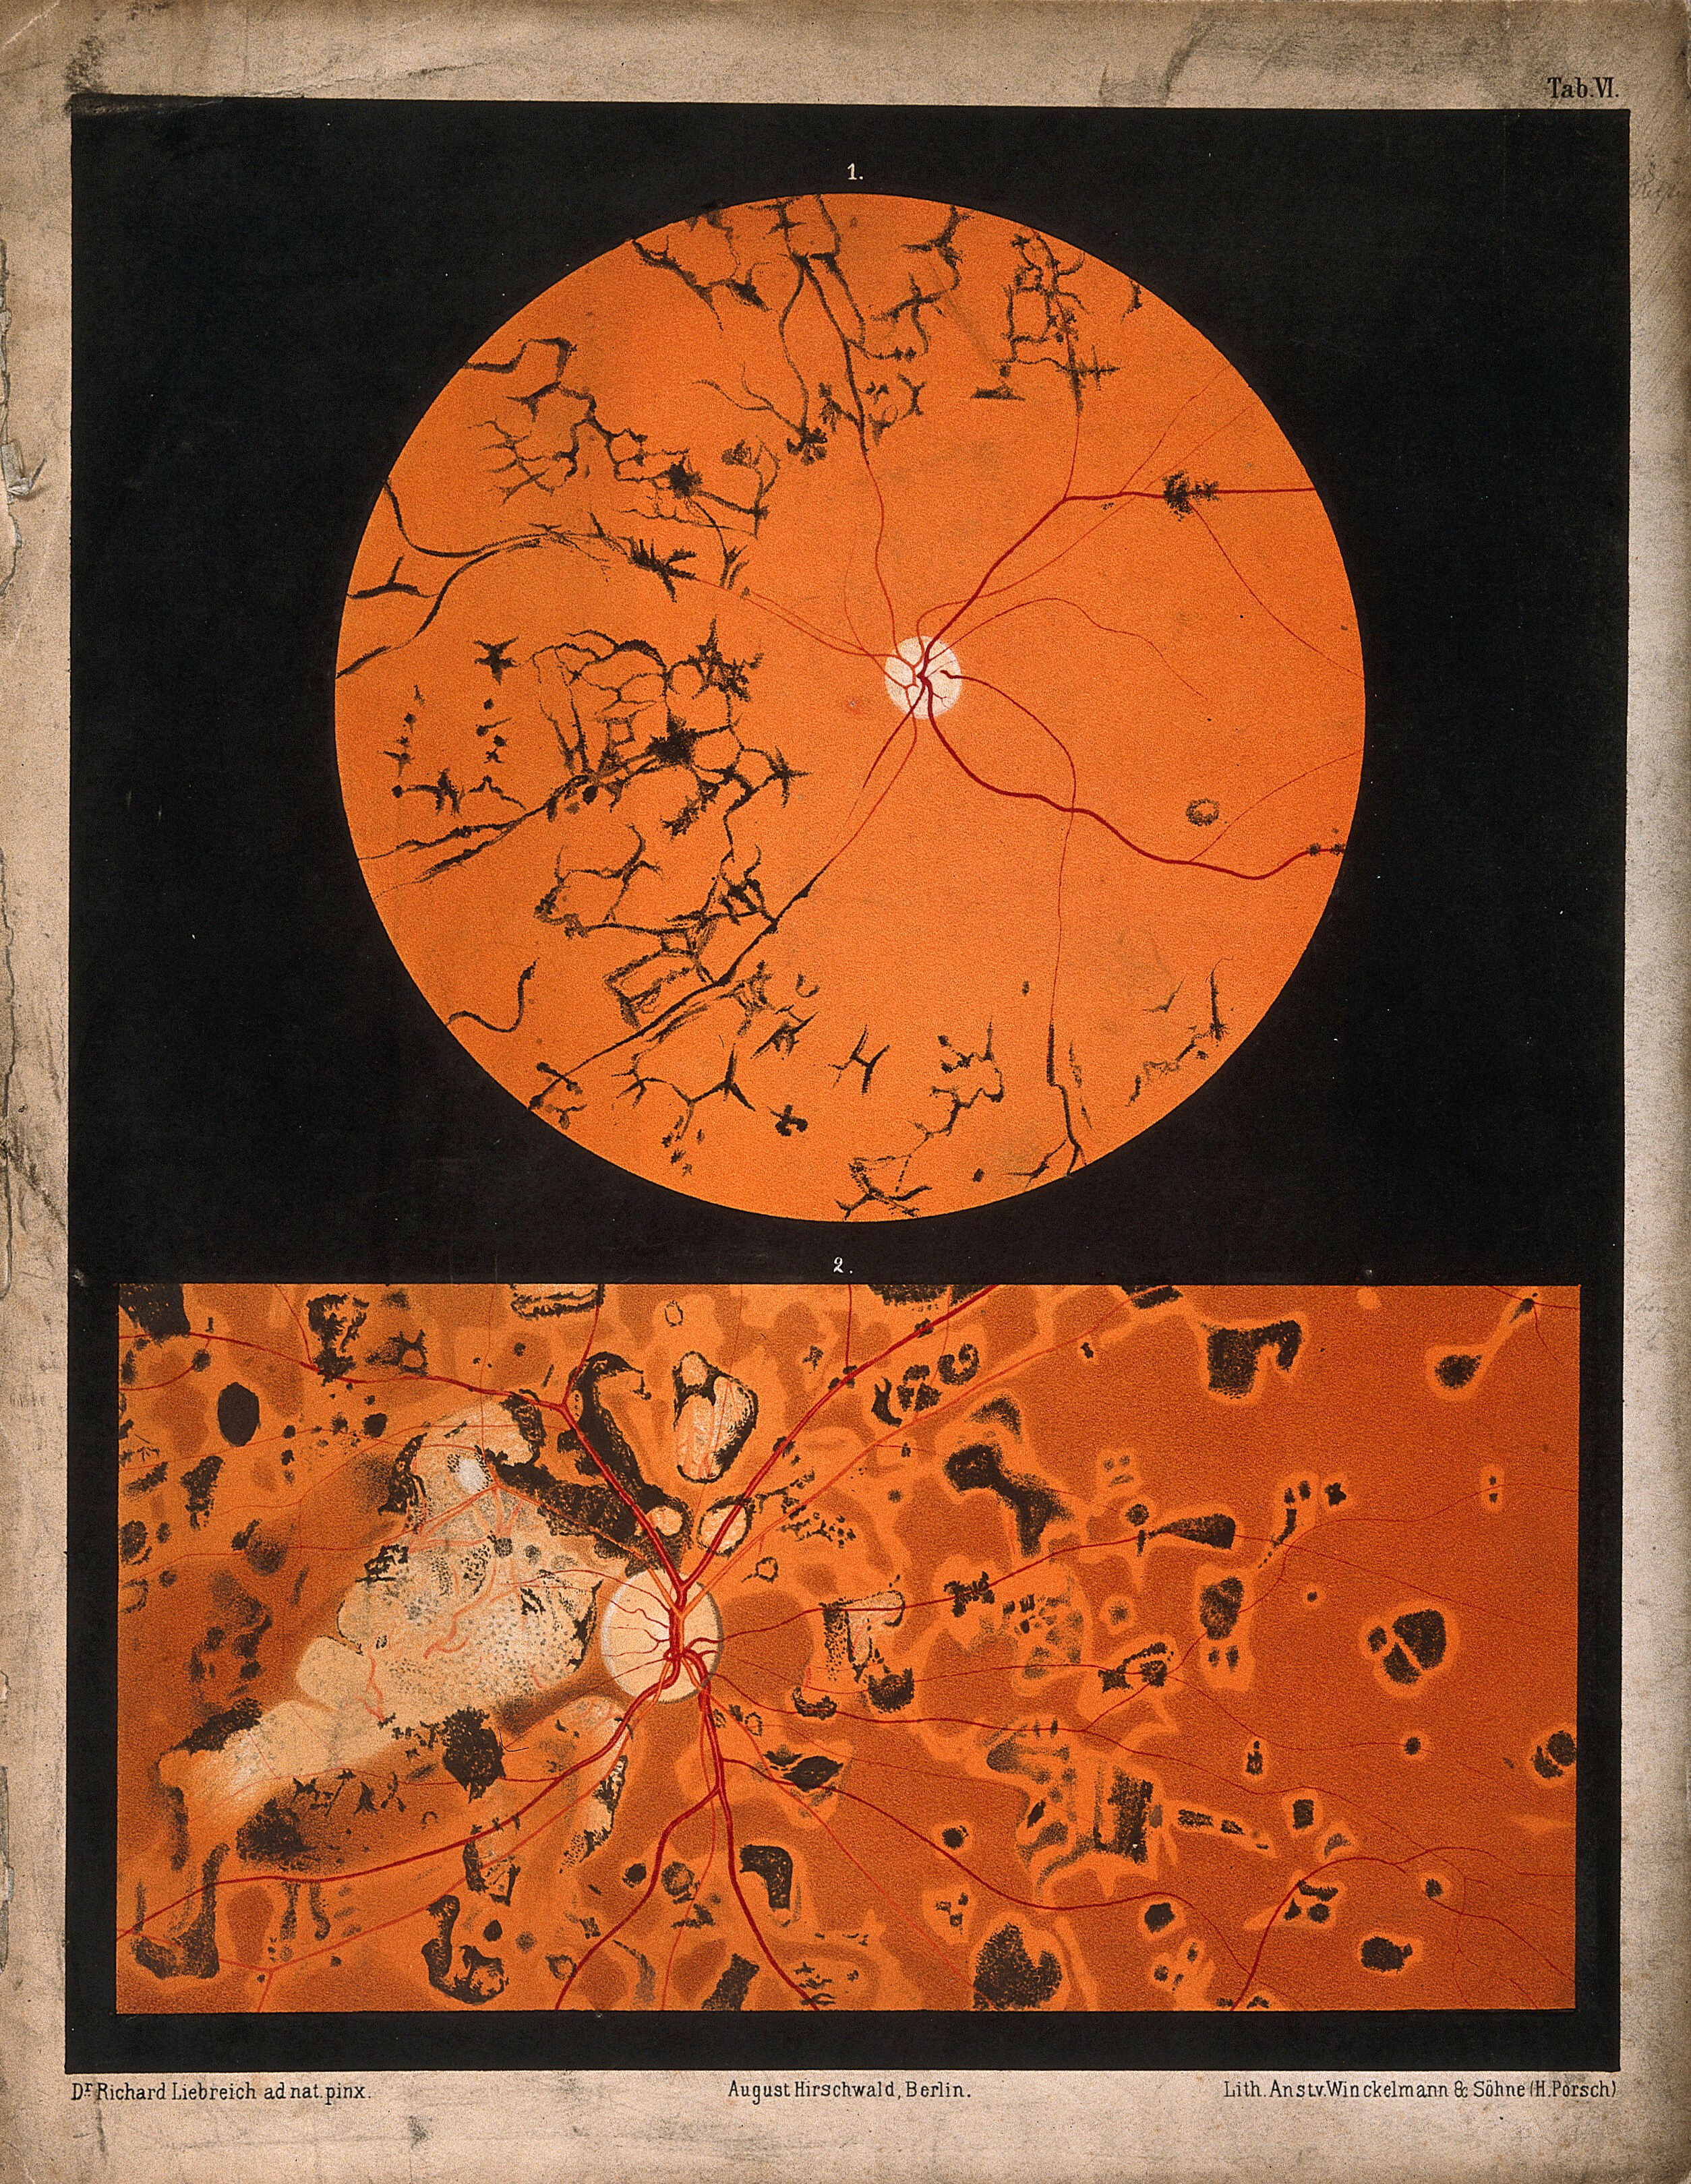 Tab. VI.
1.
2.
Dr Richard Liebreich ad nat. pinx.
August Hirschwald, Berlin.
Lith. Anst v. Winckelmann & Söhne (H. Porsch)